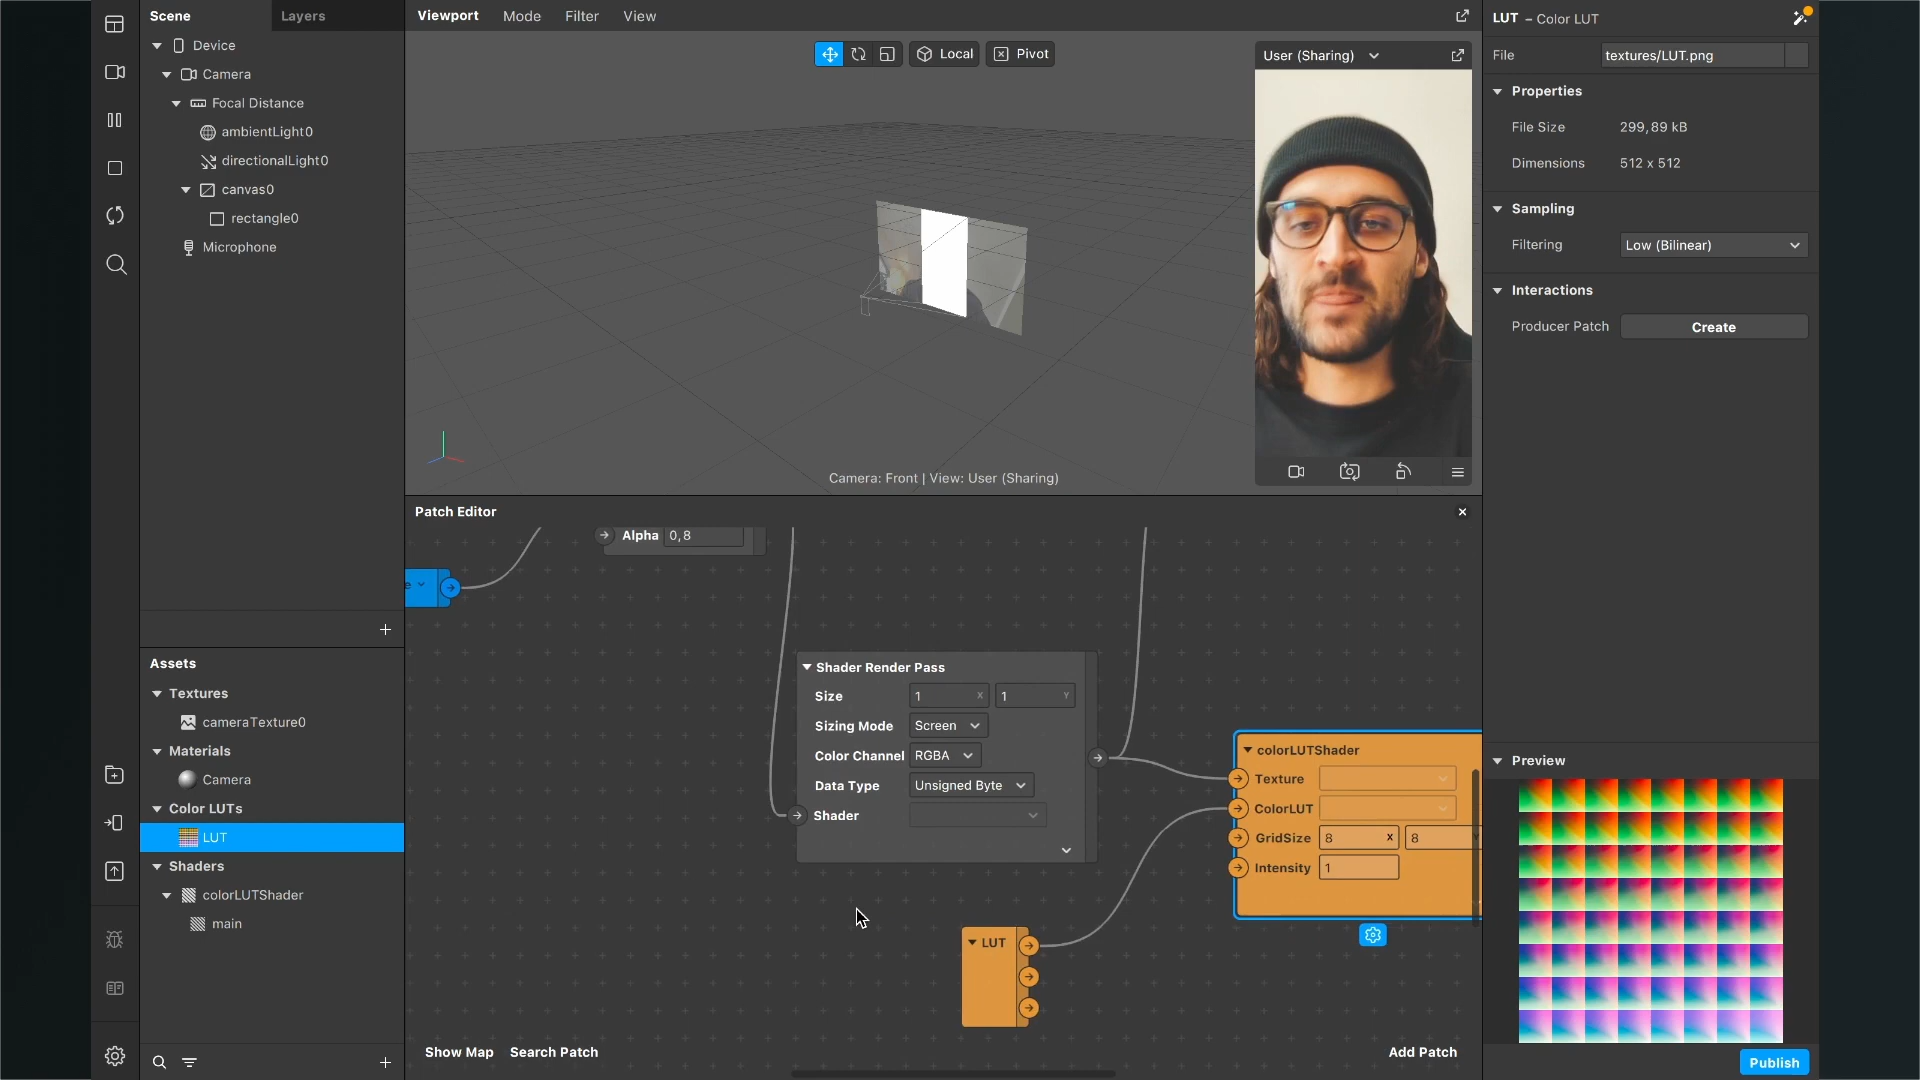 Scene
Layers
Device
Camera
Focal Distance
ambientLight0
directionalLight0
canvas0
rectangle0
Microphone
Assets
Textures
cameraTexture0
Materials
Camera
Color LUTs
LUT
Shaders
colorLUTShader
main
Viewport
Mode
Filter
View
Local
Pivot
User (Sharing)
Camera: Front | View: User (Sharing)
Patch Editor
Alpha 0,8
e
Shader Render Pass
Size 1 X 1 Y
Sizing Mode Screen
Color Channel RGBA
Data Type Unsigned Byte
Shader
LUT
colorLUTShader
Texture
ColorLUT
GridSize 8 X 8 Y
Intensity 1
Show Map
Search Patch
Add Patch
LUT – Color LUT
File textures/LUT.png
Properties
File Size 299,89 kB
Dimensions 512 x 512
Sampling
Filtering Low (Bilinear)
Interactions
Producer Patch Create
Preview
Publish